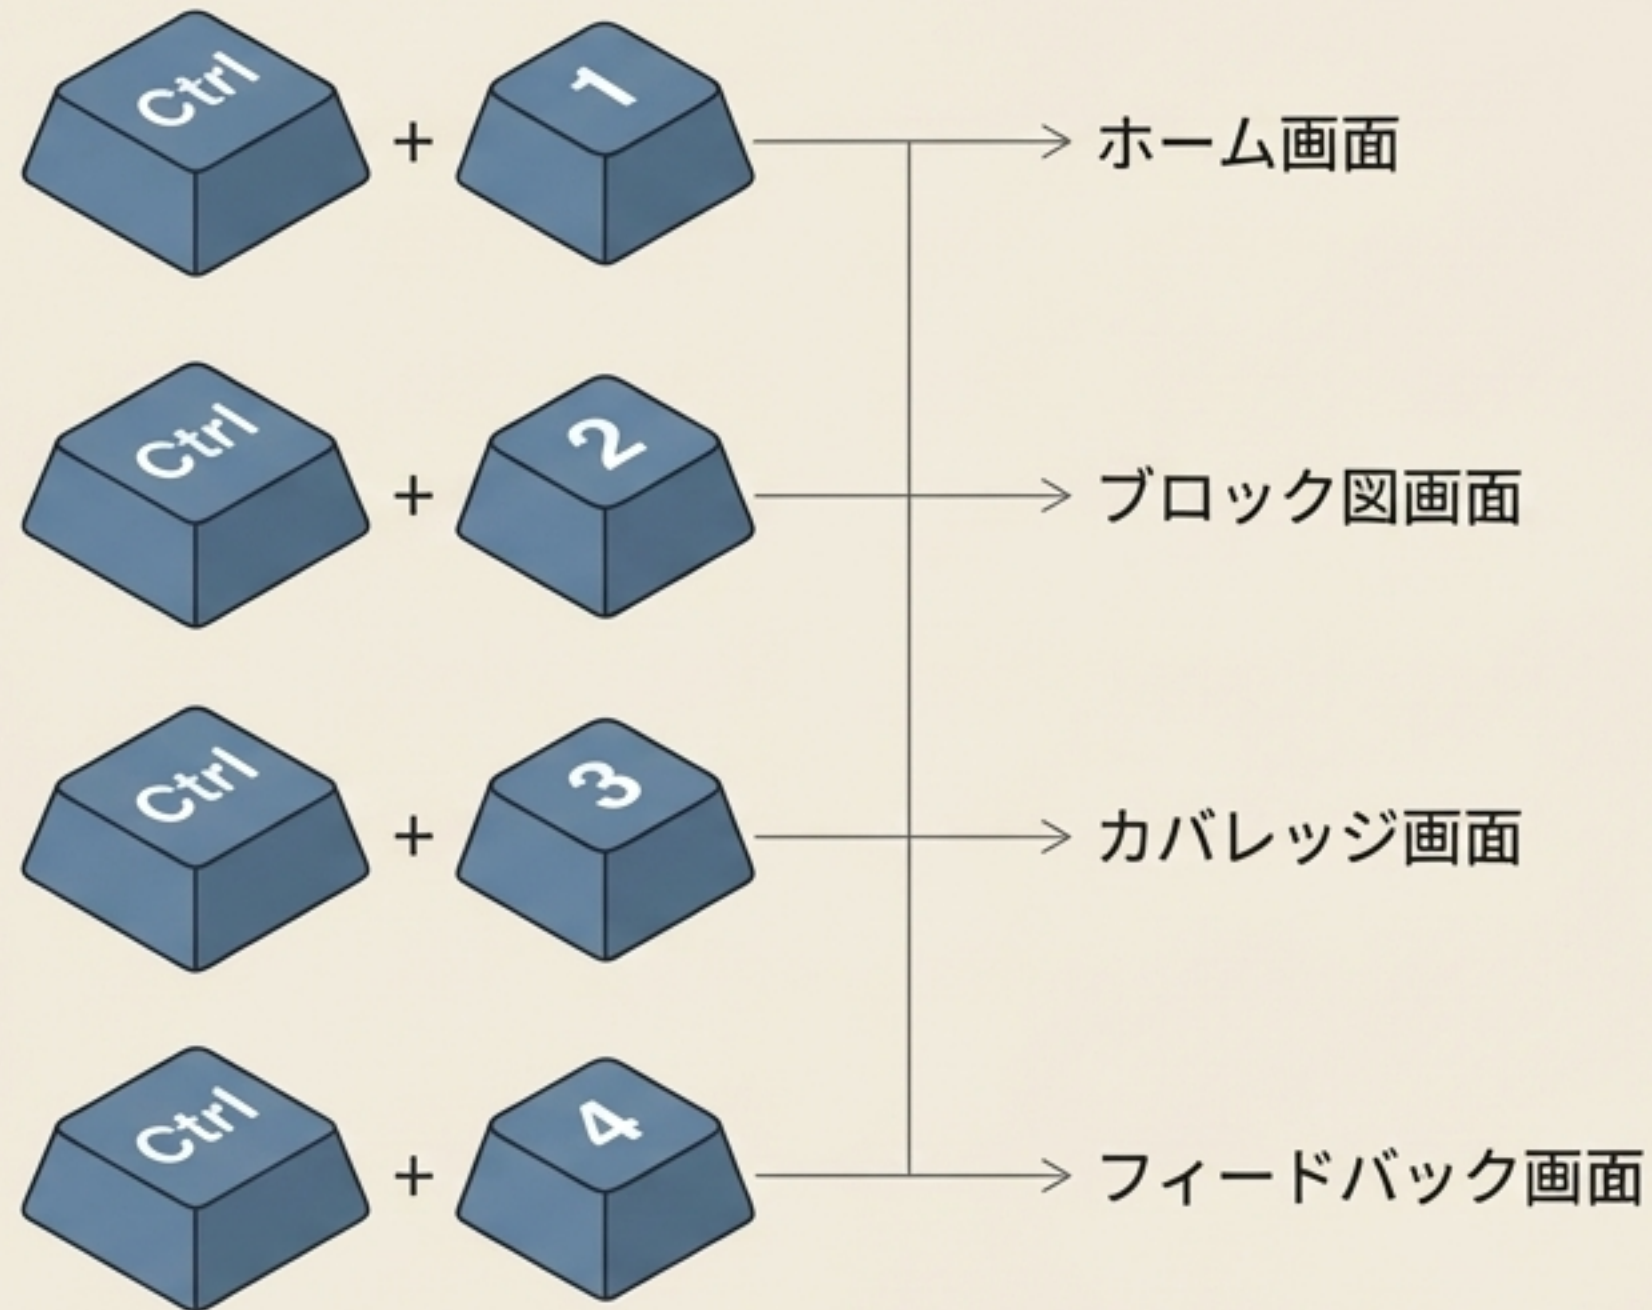 Ctrl + 1 ホーム画面
Ctrl + 2 ブロック図画面
Ctrl + 3 カバレッジ画面
Ctrl + 4 フィードバック画面